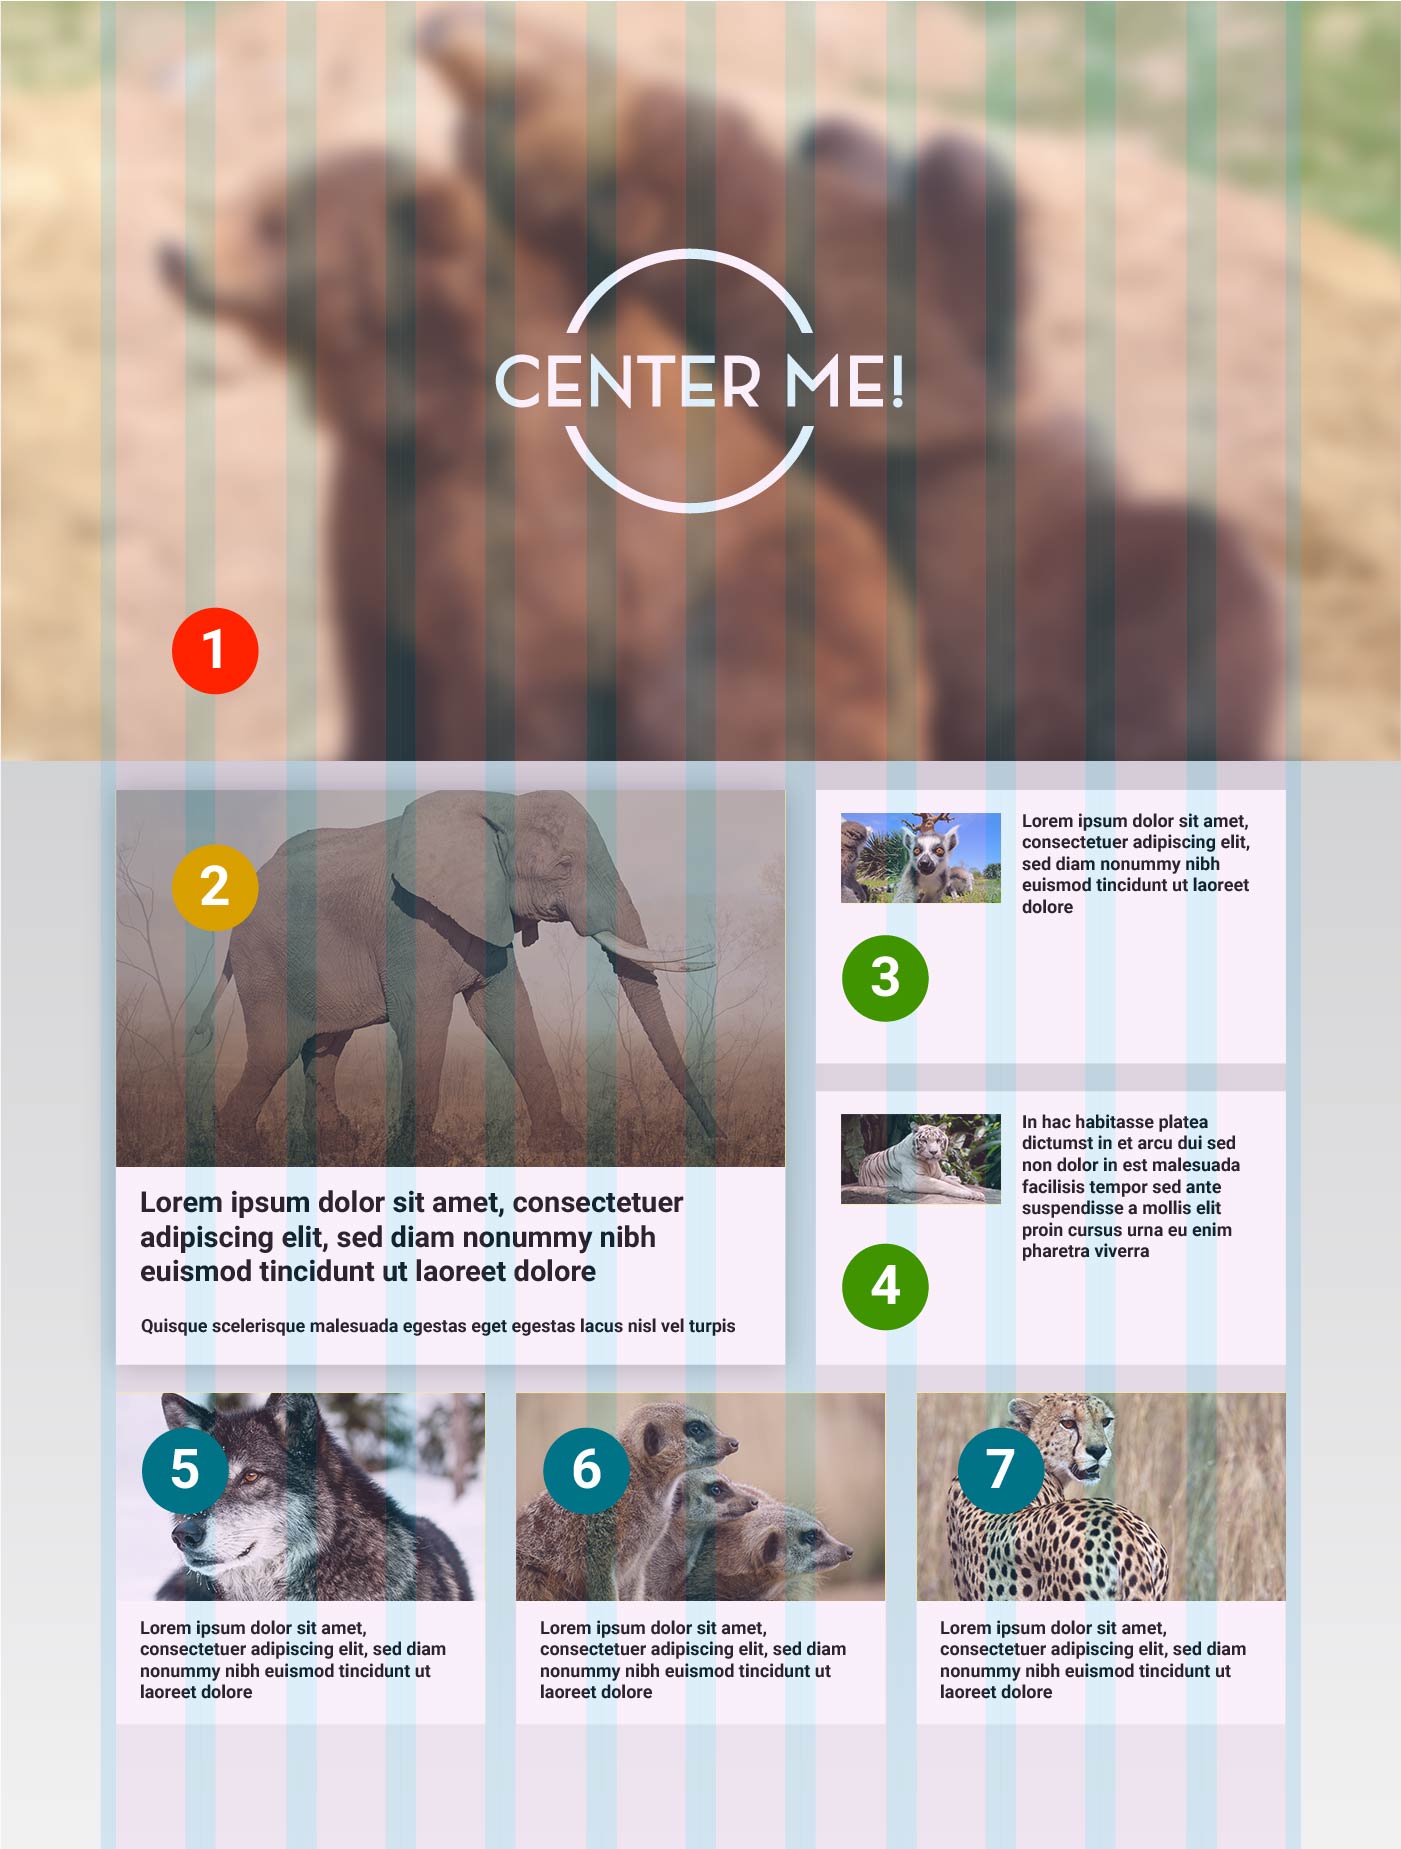 CENTER ME!
1
2
Lorem ipsum dolor sit amet, consectetuer
adipiscing elit, sed diam nonummy nibh
euismod tincidunt ut laoreet dolore
Quisque scelerisque malesuada egestas eget egestas lacus nisl vel turpis
Lorem ipsum dolor sit amet,
consectetuer adipiscing elit,
sed diam nonummy nibh
euismod tincidunt ut laoreet
dolore
3
In hac habitasse platea
dictumst in et arcu dui sed
non dolor in est malesuada
facilisis tempor sed ante
suspendisse a mollis elit
proin cursus urna eu enim
pharetra viverra
4
5
Lorem ipsum dolor sit amet,
consectetuer adipiscing elit, sed diam
nonummy nibh euismod tincidunt ut
laoreet dolore
6
Lorem ipsum dolor sit amet,
consectetuer adipiscing elit, sed diam
nonummy nibh euismod tincidunt ut
laoreet dolore
7
Lorem ipsum dolor sit amet,
consectetuer adipiscing elit, sed diam
nonummy nibh euismod tincidunt ut
laoreet dolore